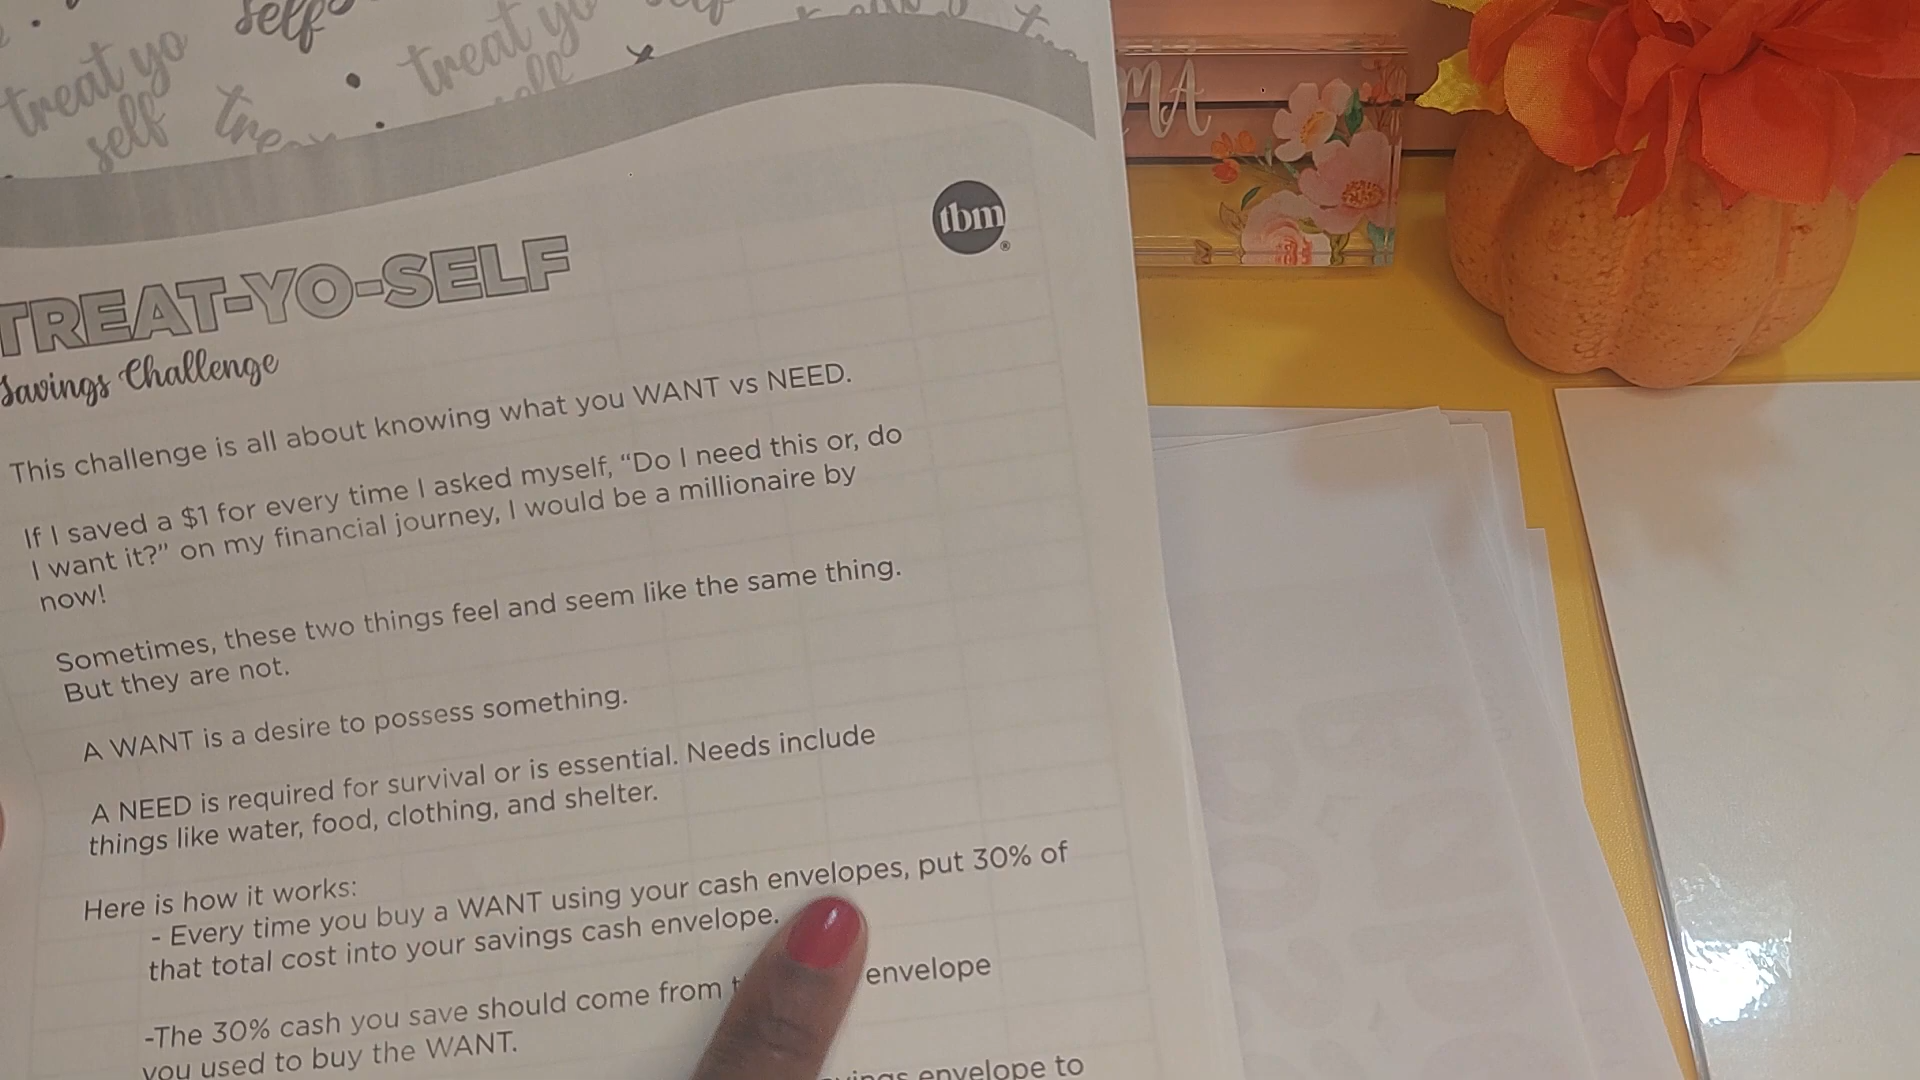 self
treat yo
treat yo
self
self
tbm
®
TREAT-YO-SELF
Savings Challenge
This challenge is all about knowing what you WANT vs NEED.
If I saved a $1 for every time I asked myself, “Do I need this or, do
I want it?” on my financial journey, I would be a millionaire by
now!
Sometimes, these two things feel and seem like the same thing.
But they are not.
A WANT is a desire to possess something.
A NEED is required for survival or is essential. Needs include
things like water, food, clothing, and shelter.
Here is how it works:
- Every time you buy a WANT using your cash envelopes, put 30% of
that total cost into your savings cash envelope.
-The 30% cash you save should come from envelope
you used to buy the WANT.
envelope to